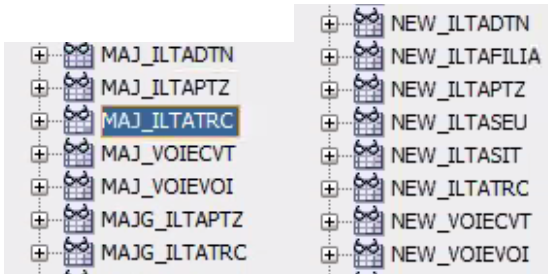 MAJ_ILTADTN
MAJ_ILTAPTZ
MAJ_ILTATRC
MAJ_VOIECVT
MAJ_VOIEVOI
MAJG_ILTAPTZ
MAJG_ILTATRC
NEW_ILTADTN
NEW_ILTAFILIA
NEW_ILTAPTZ
NEW_ILTASEU
NEW_ILTASIT
NEW_ILTATRC
NEW_VOIECVT
NEW_VOIEVOI